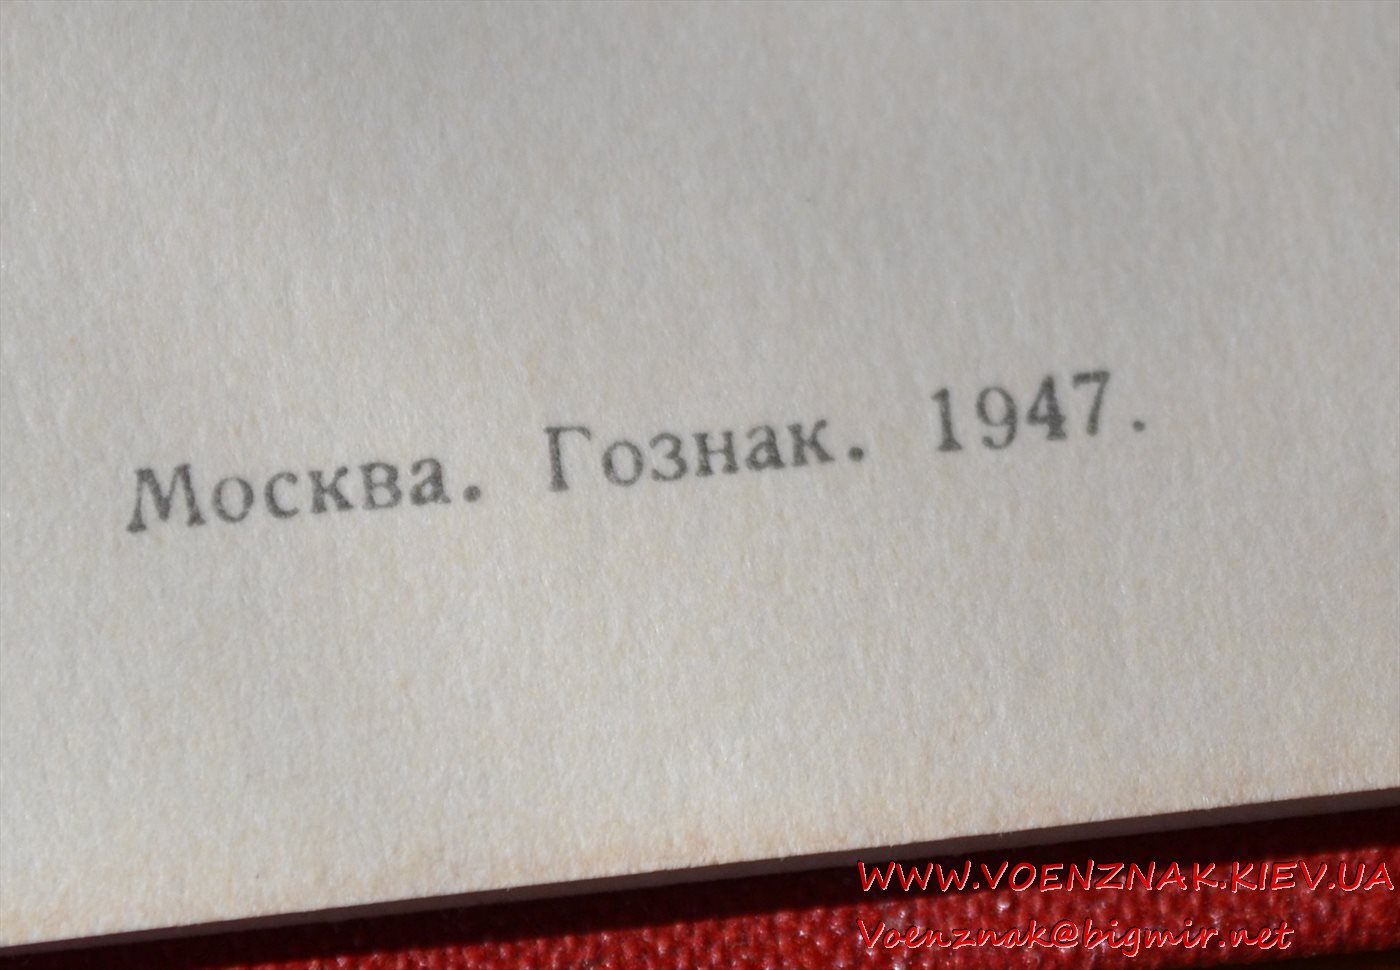 Москва. Гознак. 1947.
WWW.VOENZNAK.KIEV.UA
Voenznak@bigmir.net